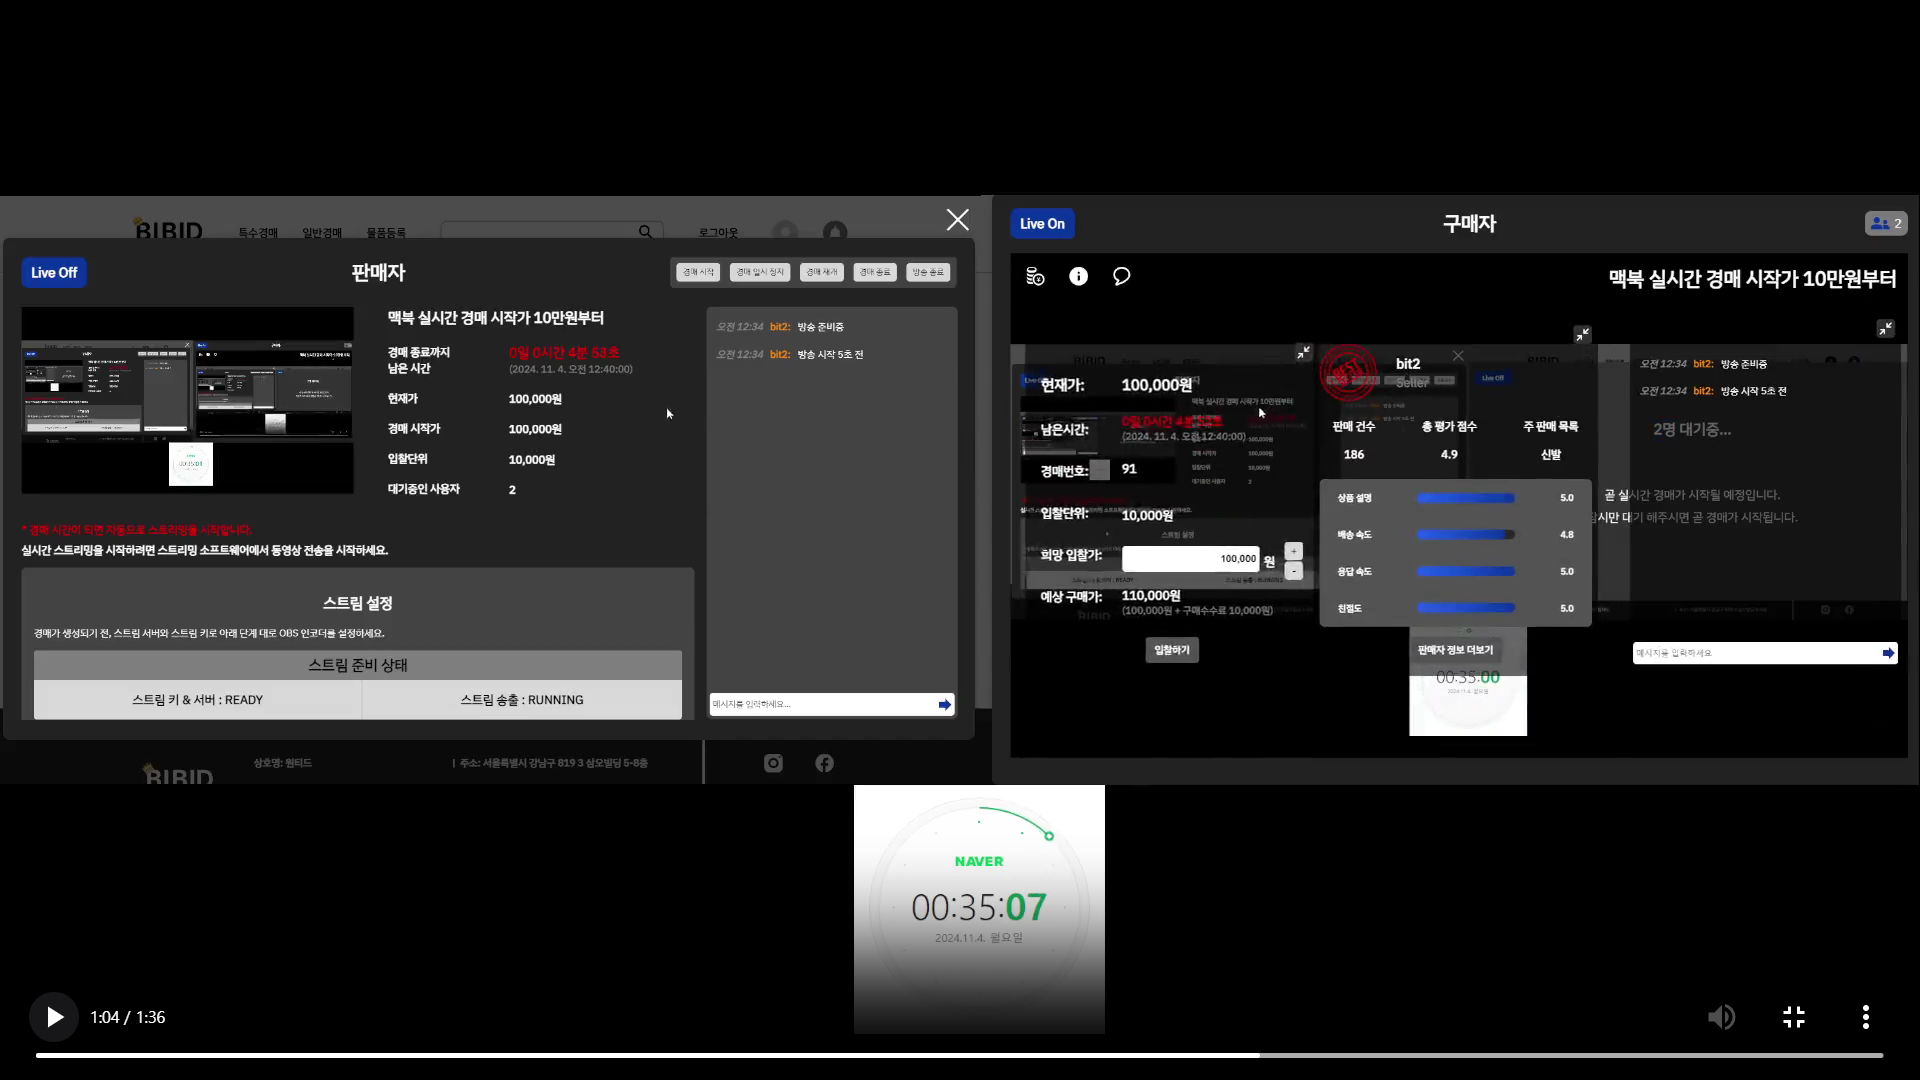 BIBID
특수경매
일반경매
물품등록
로그아웃
Live Off
판매자
경매 시작
경매 일시 정지
경매 재개
경매 종료
방송 종료
맥북 실시간 경매 시작가 10만원부터
경매 종료까지
남은 시간
0일 0시간 4분 53초
(2024. 11. 4. 오전 12:40:00)
현재가
100,000원
경매 시작가
100,000원
입찰단위
10,000원
대기중인 사용자
2
오전 12:34 bit2: 방송 준비중
오전 12:34 bit2: 방송 시작 5초 전
* 경매 시간이 되면 자동으로 스트리밍을 시작합니다.
실시간 스트리밍을 시작하려면 스트리밍 소프트웨어에서 동영상 전송을 시작하세요.
스트림 설정
경매가 생성되기 전, 스트림 서버와 스트림 키로 아래 단계 대로 OBS 인코더를 설정하세요.
스트림 준비 상태
스트림 키 & 서버 : READY
스트림 송출 : RUNNING
메시지를 입력하세요...
BIBID
상호명: 원티드
| 주소: 서울특별시 강남구 819 3 삼오빌딩 5-8층
Live On
구매자
2
맥북 실시간 경매 시작가 10만원부터
현재가:
100,000원
남은시간:
0일 0시간 4분 53초
(2024. 11. 4. 오전 12:40:00)
경매번호:
91
입찰단위:
10,000원
희망 입찰가:
100,000
원
+
-
예상 구매가:
110,000원
(100,000원 + 구매수수료 10,000원)
입찰하기
BEST
bit2
Seller
판매 건수
총 평가 점수
주 판매 목록
186
4.9
신발
상품 설명
5.0
배송 속도
4.8
응답 속도
5.0
친절도
5.0
판매자 정보 더보기
00:35:00
오전 12:34 bit2: 방송 준비중
오전 12:34 bit2: 방송 시작 5초 전
2명 대기중...
곧 실시간 경매가 시작될 예정입니다.
잠시만 대기 해주시면 곧 경매가 시작됩니다.
메시지를 입력하세요
NAVER
00:35:07
2024.11.4. 월요일
1:04 / 1:36